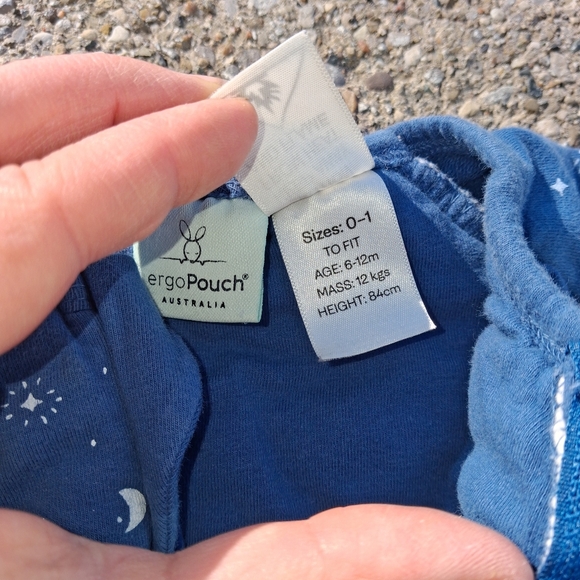 ergoPouch®
AUSTRALIA
Sizes: 0-1
TO FIT
AGE: 6-12m
MASS: 12 kgs
HEIGHT: 84cm